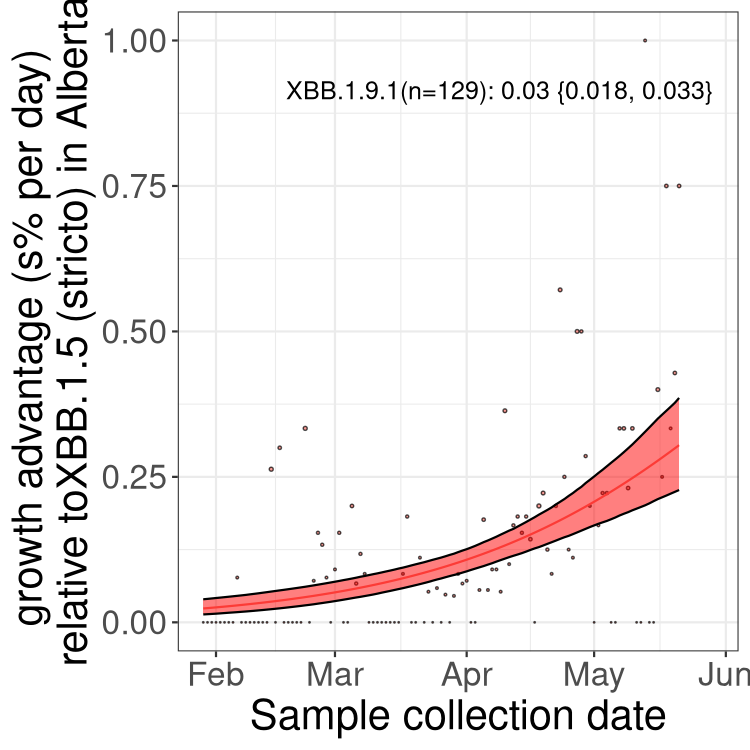 growth advantage (s% per day)
relative toXBB.1.5 (stricto) in Alberta
1.00
0.75
0.50
0.25
0.00
XBB.1.9.1(n=129): 0.03 {0.018, 0.033}
Feb
Mar
Apr
May
Jun
Sample collection date